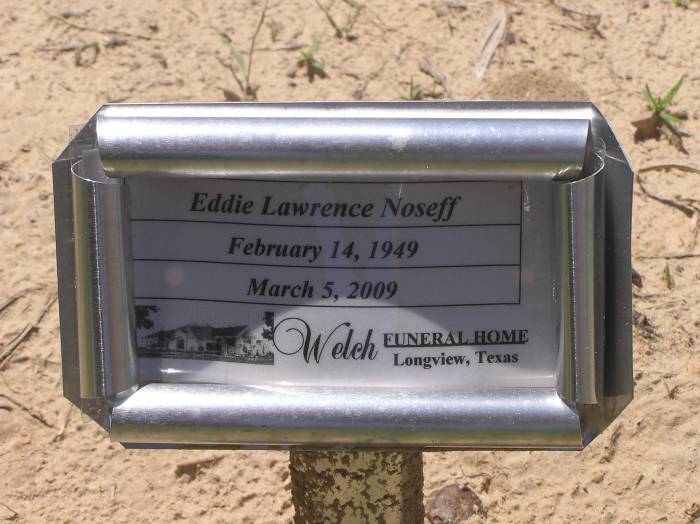 Eddie Lawrence Noseff
February 14, 1949
March 5, 2009
Welch FUNERAL HOME
Longview, Texas